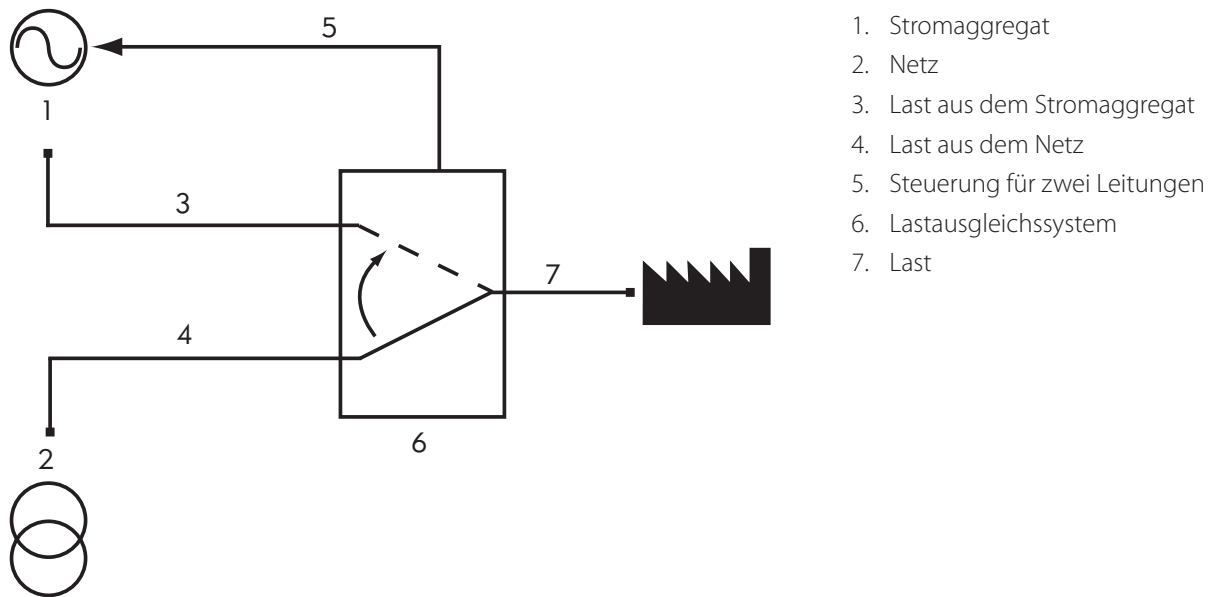 5
1
3
7
4
6
2
1. Stromaggregat
2. Netz
3. Last aus dem Stromaggregat
4. Last aus dem Netz
5. Steuerung für zwei Leitungen
6. Lastausgleichssystem
7. Last